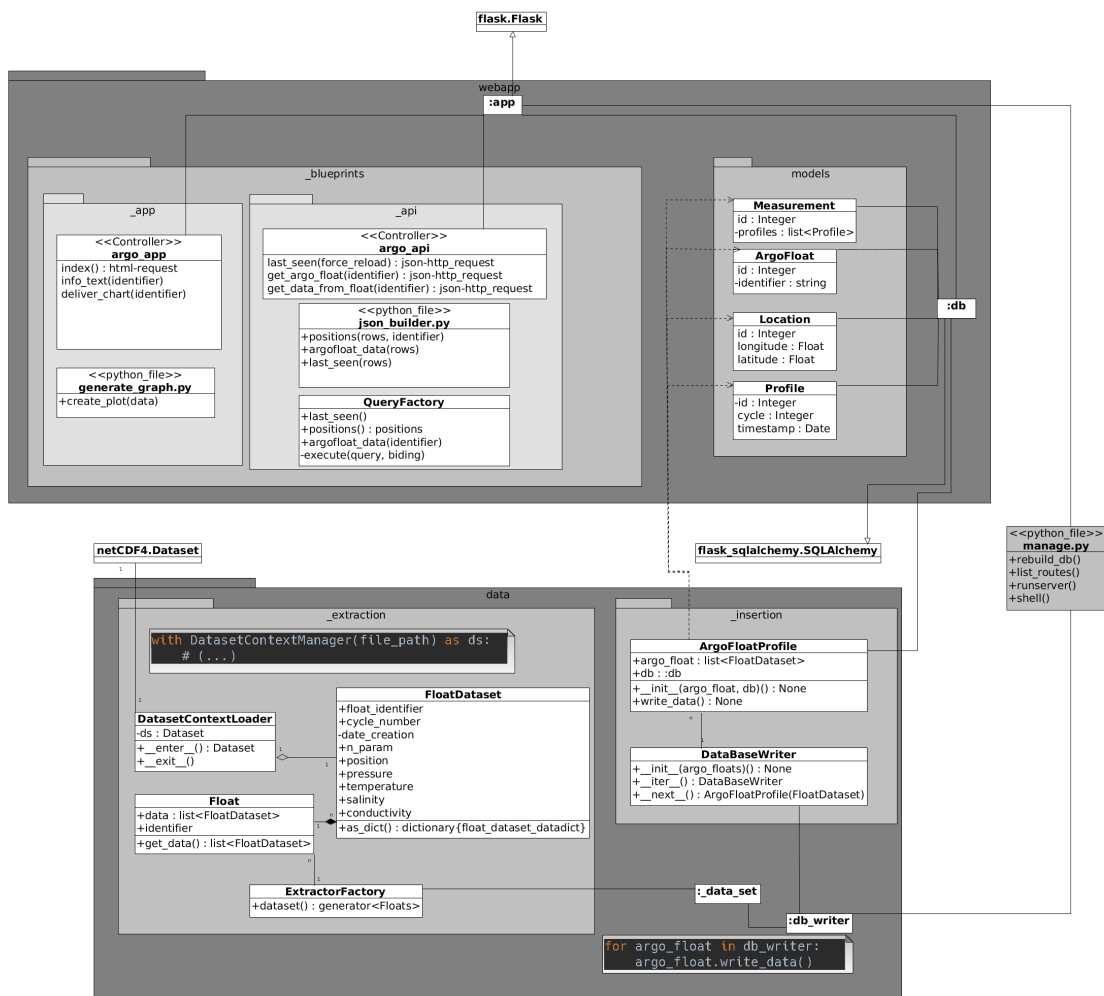 flask.Flask
webapp
:app
_blueprints
models
_app
<<Controller>>
argo_app
index() : html-request
info_text(identifier)
deliver_chart(identifier)
<<python_file>>
generate_graph.py
+create_plot(data)
_api
<<Controller>>
argo_api
last_seen(force_reload) : json-http_request
get_argo_float(identifier) : json-http_request
get_data_from_float(identifier) : json-http_request
<<python_file>>
json_builder.py
+positions(rows, identifier)
+argofloat_data(rows)
+last_seen(rows)
QueryFactory
+last_seen()
+positions() : positions
+argofloat_data(identifier)
-execute(query, biding)
Measurement
id : Integer
-profiles : list<Profile>
ArgoFloat
id : Integer
-identifier : string
Location
id : Integer
longitude : Float
latitude : Float
Profile
-id : Integer
cycle : Integer
timestamp : Date
:db
<<python_file>>
manage.py
+rebuild_db()
+list_routes()
+runserver()
+shell()
netCDF4.Dataset
flask_sqlalchemy.SQLAlchemy
1
data
_extraction
with DatasetContextManager(file_path) as ds:
# (...)
1
DatasetContextLoader
-ds : Dataset
+__enter__() : Dataset
+__exit__()
1
1
FloatDataset
+float_identifier
+cycle_number
-date_creation
+n_param
+position
+pressure
+temperature
+salinity
+conductivity
+as_dict() : dictionary{float_dataset_datadict}
Float
+data : list<FloatDataset>
+identifier
+get_data() : list<FloatDataset>
1
n
n
1
ExtractorFactory
+dataset() : generator<Floats>
_insertion
ArgoFloatProfile
+argo_float : list<FloatDataset>
+db : :db
+__init__(argo_float, db)() : None
+write_data() : None
n
1
DataBaseWriter
+__init__(argo_floats)() : None
+__iter__() : DataBaseWriter
+__next__() : ArgoFloatProfile(FloatDataset)
:_data_set
:db_writer
for argo_float in db_writer:
argo_float.write_data()